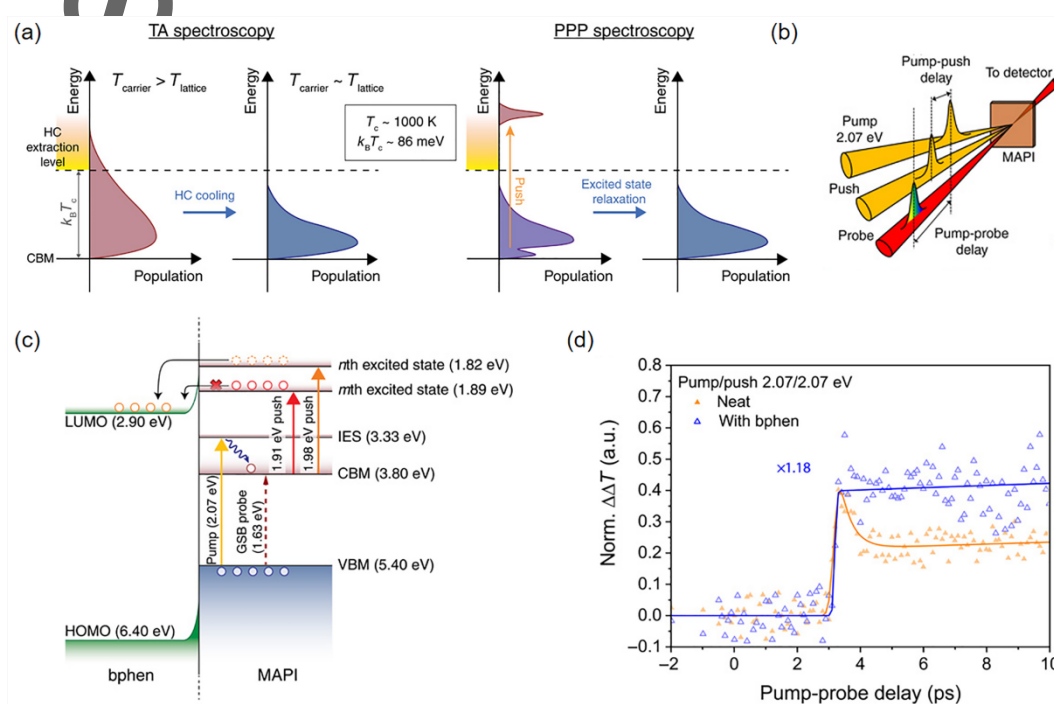 (a)
TA spectroscopy
PPP spectroscopy
(b)
Energy
T_carrier > T_lattice
HC
extraction
level
k_BT_c
CBM
Population
HC cooling
Energy
T_carrier ~ T_lattice
Population
T_c ~ 1000 K
k_BT_c ~ 86 meV
Energy
Push
Population
Excited state
relaxation
Energy
Population
Pump-push
delay
To detector
Pump
2.07 eV
MAPI
Push
Probe
Pump-probe
delay
(c)
nth excited state (1.82 eV)
mth excited state (1.89 eV)
LUMO (2.90 eV)
IES (3.33 eV)
CBM (3.80 eV)
Pump (2.07 eV)
GSB probe
(1.63 eV)
1.91 eV push
1.98 eV push
VBM (5.40 eV)
HOMO (6.40 eV)
bphen
MAPI
(d)
0.8
0.7
0.6
0.5
0.4
0.3
0.2
0.1
0.0
−0.1
Norm. ΔΔT (a.u.)
Pump/push 2.07/2.07 eV
Neat
With bphen
×1.18
−2
0
2
4
6
8
10
Pump-probe delay (ps)